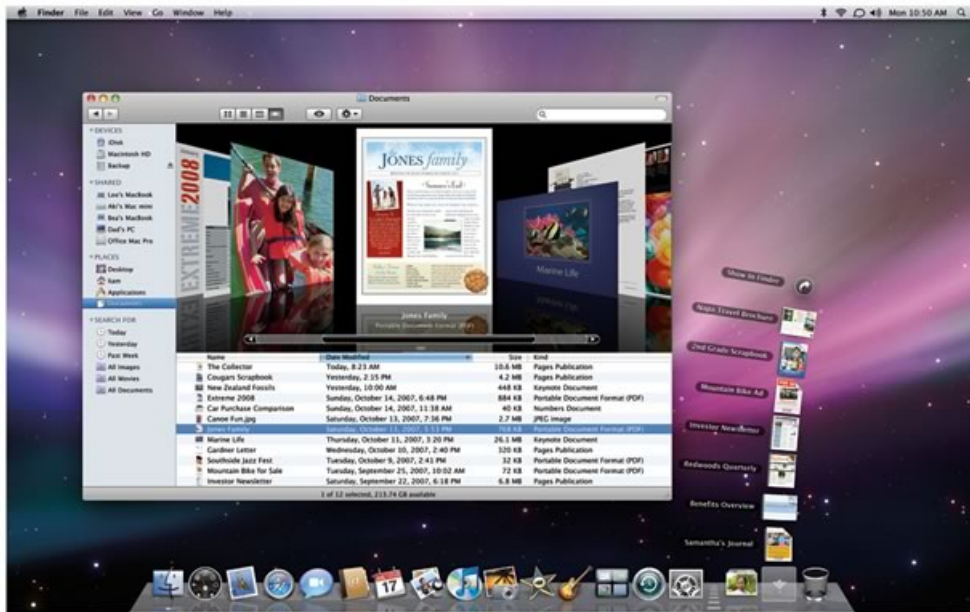 Finder File Edit View Go Window Help Mon 10:50 AM
Documents
DEVICES
iDisk
Macintosh HD
Backup
SHARED
Lee's MacBook
Aki's Mac mini
Bea's MacBook
Dad's PC
Office Mac Pro
PLACES
Desktop
kam
Applications
Documents
SEARCH FOR
Today
Yesterday
Past Week
All Images
All Movies
All Documents
EXTREME2008
JONES family
Summer's End!
Marine Life
Jones Family
Portable Document Format (PDF)
Name Date Modified Size Kind
The Collector Today, 8:23 AM 10.6 MB Pages Publication
Cougars Scrapbook Yesterday, 2:15 PM 4.2 MB Pages Publication
New Zealand Fossils Yesterday, 10:00 AM 448 KB Keynote Document
Extreme 2008 Sunday, October 14, 2007, 6:48 PM 884 KB Portable Document Format (PDF)
Car Purchase Comparison Sunday, October 14, 2007, 11:38 AM 40 KB Numbers Document
Canoe Fun.jpg Saturday, October 13, 2007, 7:36 PM 2.7 MB JPEG image
Jones Family Saturday, October 13, 2007, 5:53 PM 768 KB Portable Document Format (PDF)
Marine Life Thursday, October 11, 2007, 3:20 PM 26.1 MB Keynote Document
Gardner Letter Wednesday, October 10, 2007, 2:40 PM 320 KB Pages Publication
Southside Jazz Fest Tuesday, October 9, 2007, 2:41 PM 32 KB Portable Document Format (PDF)
Mountain Bike for Sale Tuesday, September 25, 2007, 10:02 AM 72 KB Pages Publication
Investor Newsletter Saturday, September 22, 2007, 6:18 PM 6.8 MB Pages Publication
1 of 12 selected, 215.74 GB available
Show in Finder
Napa Travel Brochure
2nd Grade Scrapbook
Mountain Bike Ad
Investor Newsletter
Redwoods Quarterly
Benefits Overview
Samantha's Journal
17